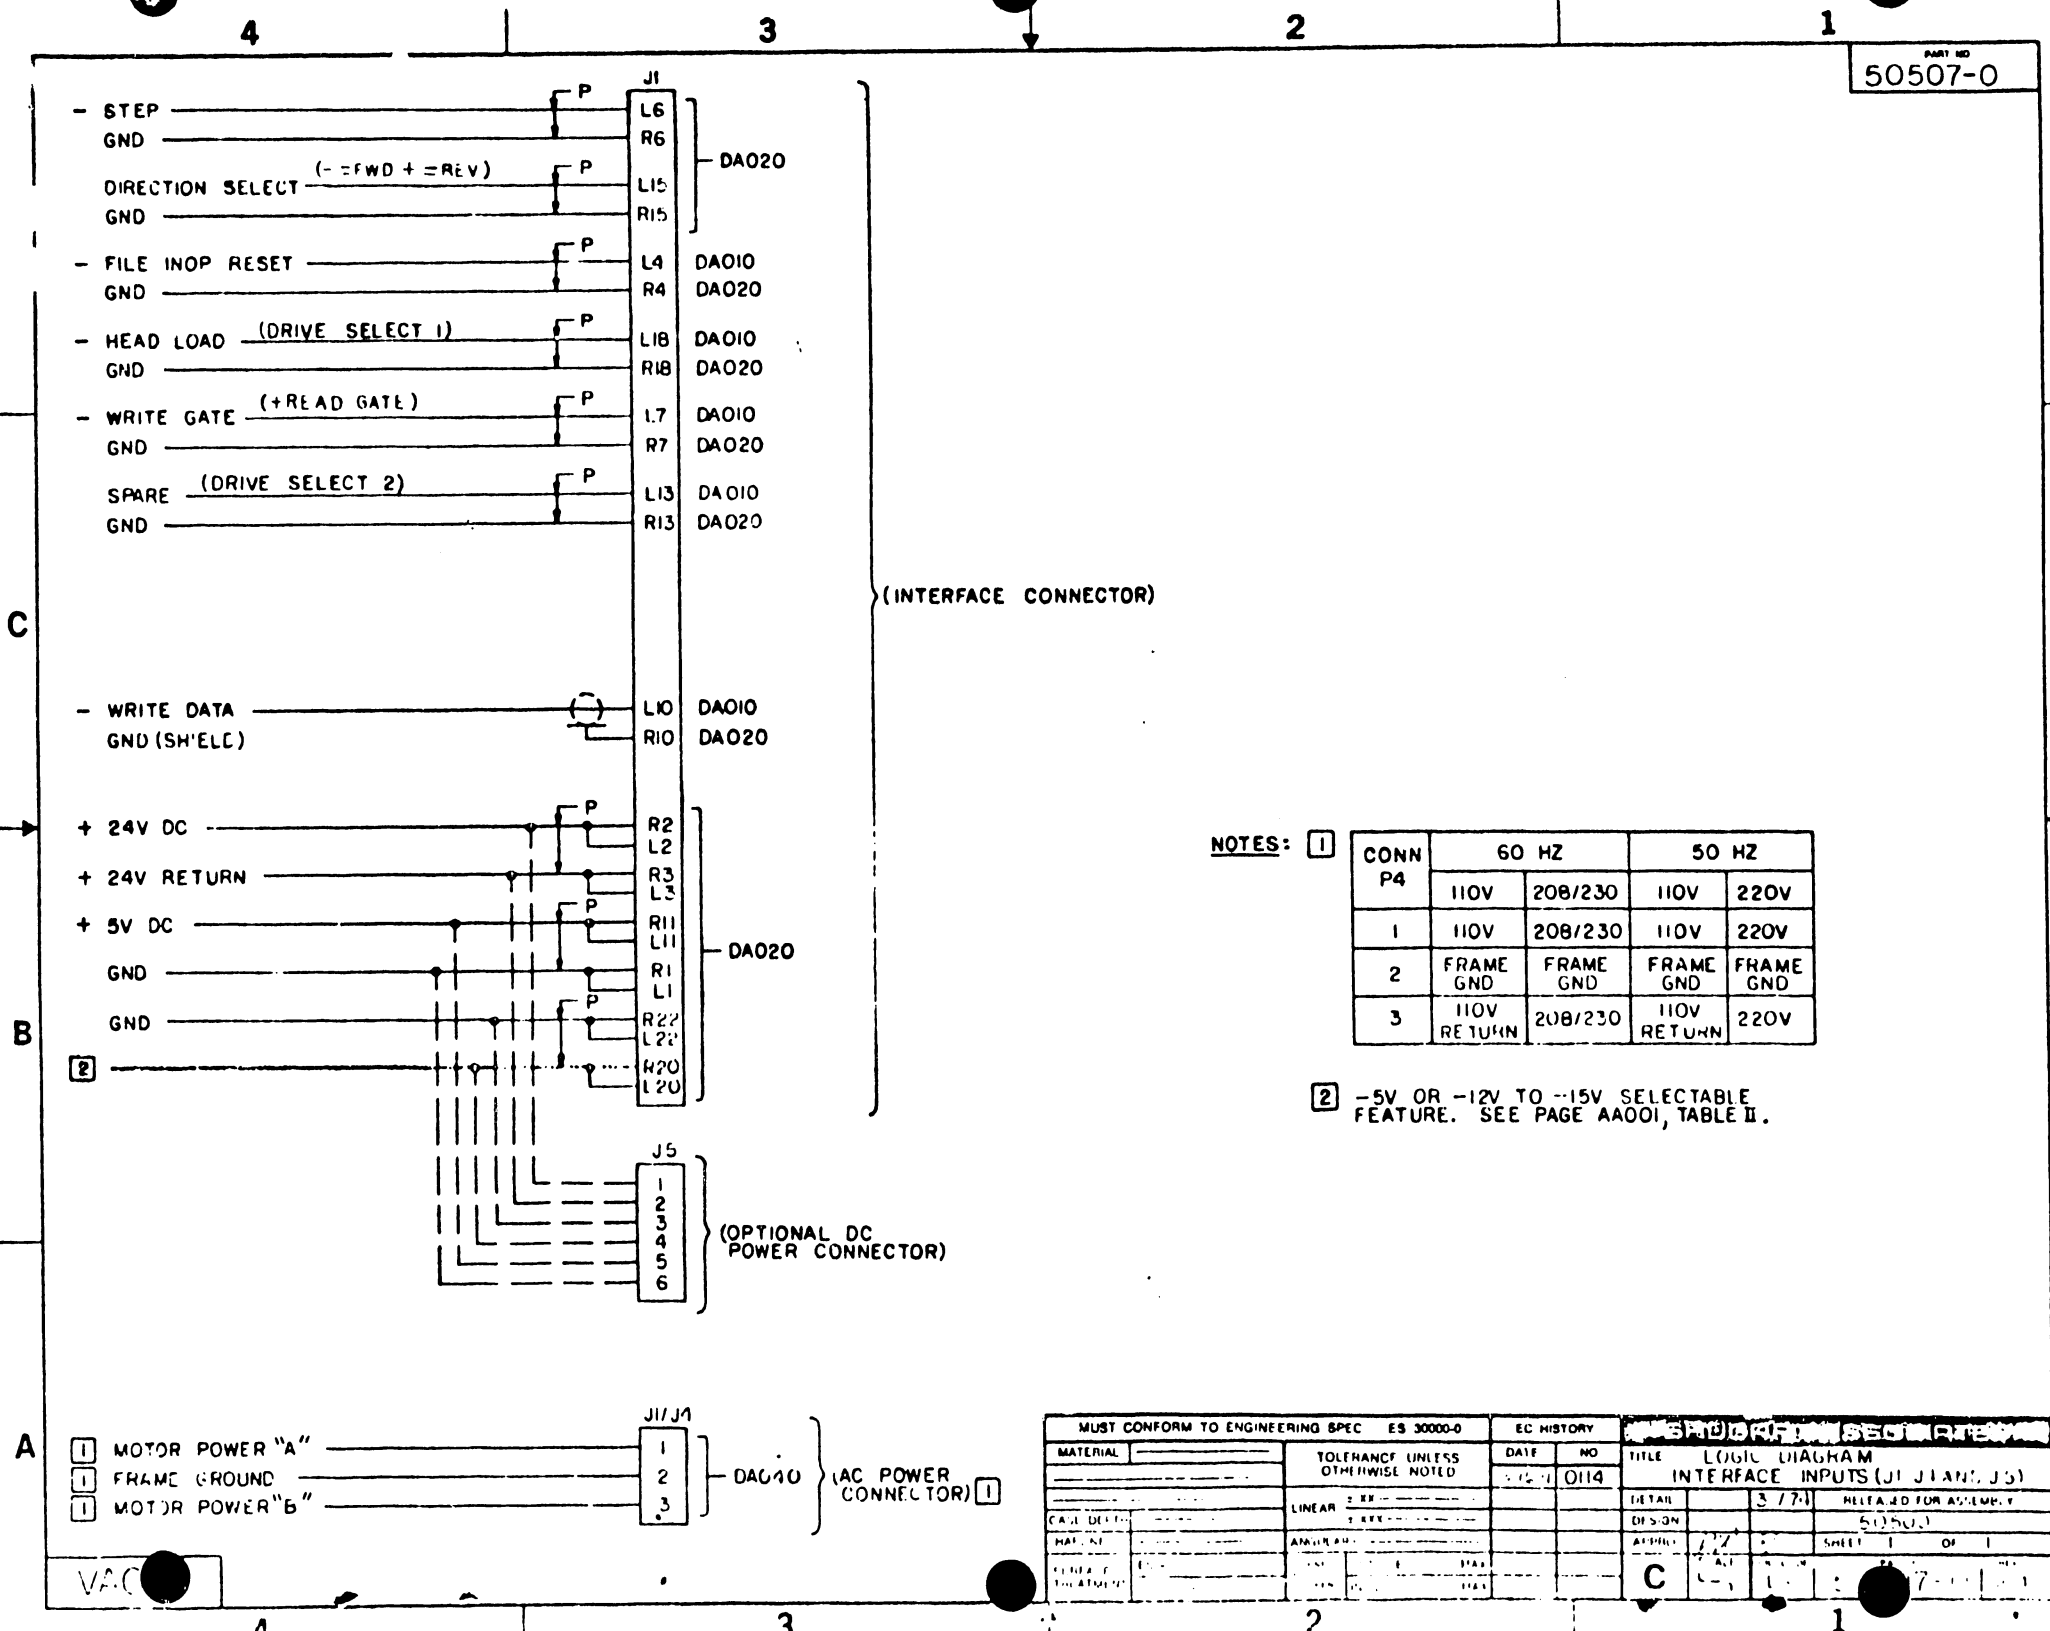 4 3 2 1
PART NO
50507-0
J1
- STEP P L6
GND R6
DA020
DIRECTION SELECT (- =FWD + =REV) P L15
GND R15
- FILE INOP RESET P L4 DA010
GND R4 DA020
- HEAD LOAD (DRIVE SELECT 1) P L18 DA010
GND R18 DA020
- WRITE GATE (+READ GATE) P L7 DA010
GND R7 DA020
SPARE (DRIVE SELECT 2) P L13 DA010
GND R13 DA020
(INTERFACE CONNECTOR)
C
- WRITE DATA L10 DA010
GND (SHIELD) R10 DA020
+ 24V DC P R2
L2
+ 24V RETURN R3
L3
P
+ 5V DC R11
L11
DA020
GND R1
L1
P
GND R22
L22
2 R20
L20
B
NOTES: 1
CONN P4 60 HZ 50 HZ
110V 208/230 110V 220V
1 110V 208/230 110V 220V
2 FRAME GND FRAME GND FRAME GND FRAME GND
3 110V RETURN 208/230 110V RETURN 220V
2 -5V OR -12V TO -15V SELECTABLE
FEATURE. SEE PAGE AA001, TABLE II.
J5
1
2
3
4
5
6
(OPTIONAL DC
POWER CONNECTOR)
A
J1/J4
1 MOTOR POWER "A" 1
1 FRAME GROUND 2
1 MOTOR POWER "B" 3
DA040
(AC POWER
CONNECTOR) 1
MUST CONFORM TO ENGINEERING SPEC ES 30000-0
EC HISTORY
MATERIAL
TOLERANCE UNLESS
OTHERWISE NOTED
DATE NO
0114
LINEAR
± .XX
± .XXX
ANGULAR
TITLE LOGIC DIAGRAM
INTERFACE INPUTS (J1 J4 AND J5)
DETAIL
DESIGN
RELEASED FOR ASSEMBLY
SHEET 1 OF 1
C
4 3 2 1